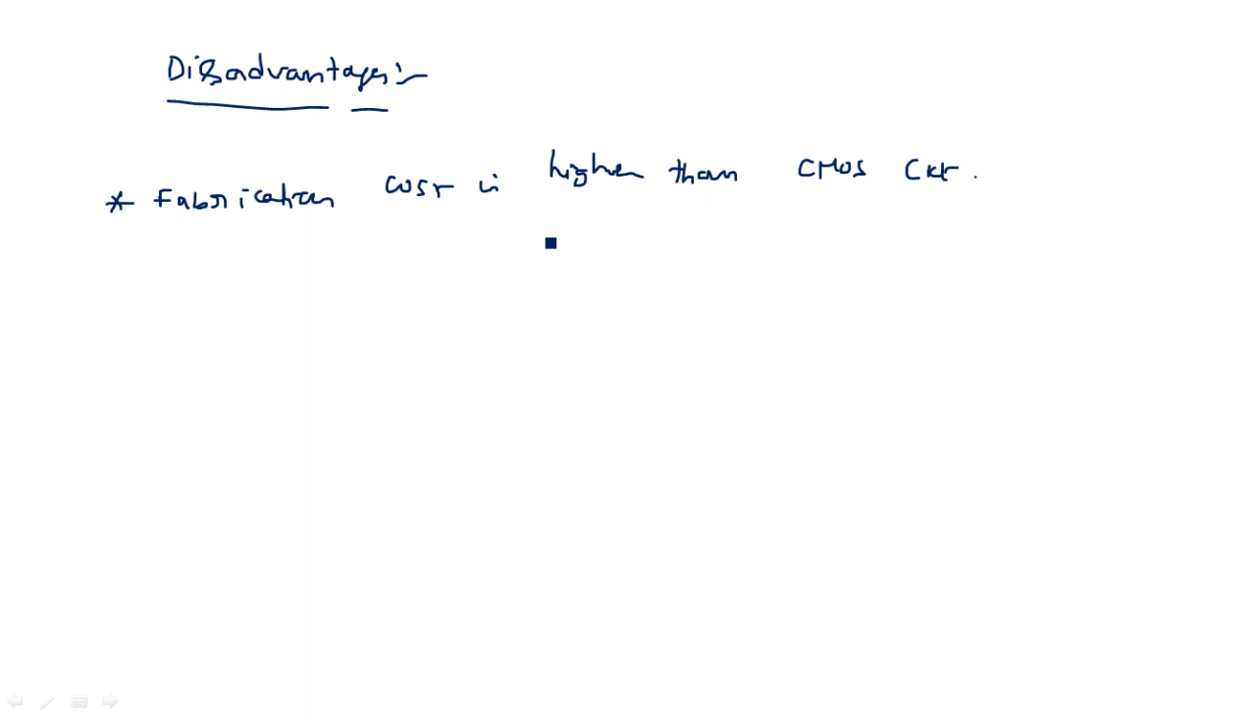 Disadvantages:-
* Fabrication cost is higher than CMOS Ckt.